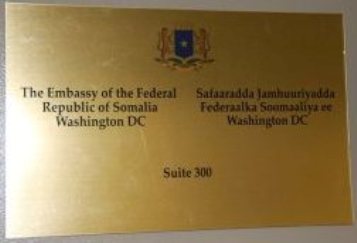 The Embassy of the Federal
Republic of Somalia
Washington DC
Safaaradda Jamhuuriyadda
Federaalka Soomaaliya ee
Washington DC
Suite 300